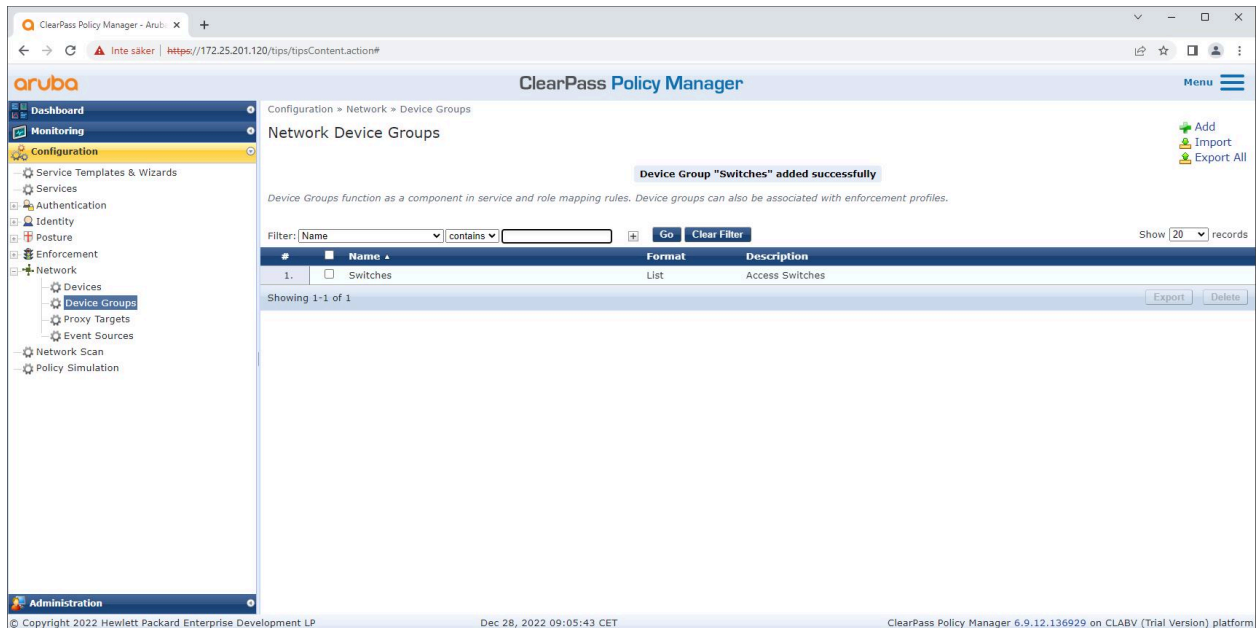 ClearPass Policy Manager - Arub
Inte säker | https://172.25.201.120/tips/tipsContent.action#
aruba
ClearPass Policy Manager
Menu
Dashboard
Monitoring
Configuration
Service Templates & Wizards
Services
Authentication
Identity
Posture
Enforcement
Network
Devices
Device Groups
Proxy Targets
Event Sources
Network Scan
Policy Simulation
Administration
Configuration » Network » Device Groups
Network Device Groups
Add
Import
Export All
Device Group "Switches" added successfully
Device Groups function as a component in service and role mapping rules. Device groups can also be associated with enforcement profiles.
Filter: Name contains Go Clear Filter Show 20 records
# Name Format Description
1. Switches List Access Switches
Showing 1-1 of 1 Export Delete
© Copyright 2022 Hewlett Packard Enterprise Development LP Dec 28, 2022 09:05:43 CET ClearPass Policy Manager 6.9.12.136929 on CLABV (Trial Version) platform